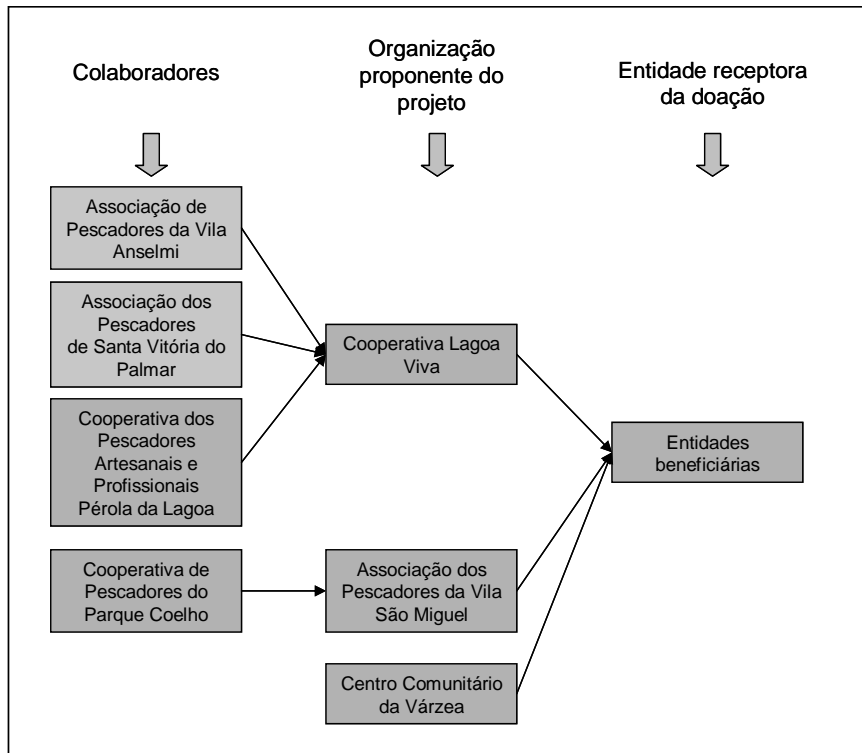 Colaboradores
Organização
proponente do
projeto
Entidade receptora
da doação
Associação de
Pescadores da Vila
Anselmi
Associação dos
Pescadores
de Santa Vitória do
Palmar
Cooperativa dos
Pescadores
Artesanais e
Profissionais
Pérola da Lagoa
Cooperativa de
Pescadores do
Parque Coelho
Cooperativa Lagoa
Viva
Associação dos
Pescadores da Vila
São Miguel
Centro Comunitário
da Várzea
Entidades
beneficiárias